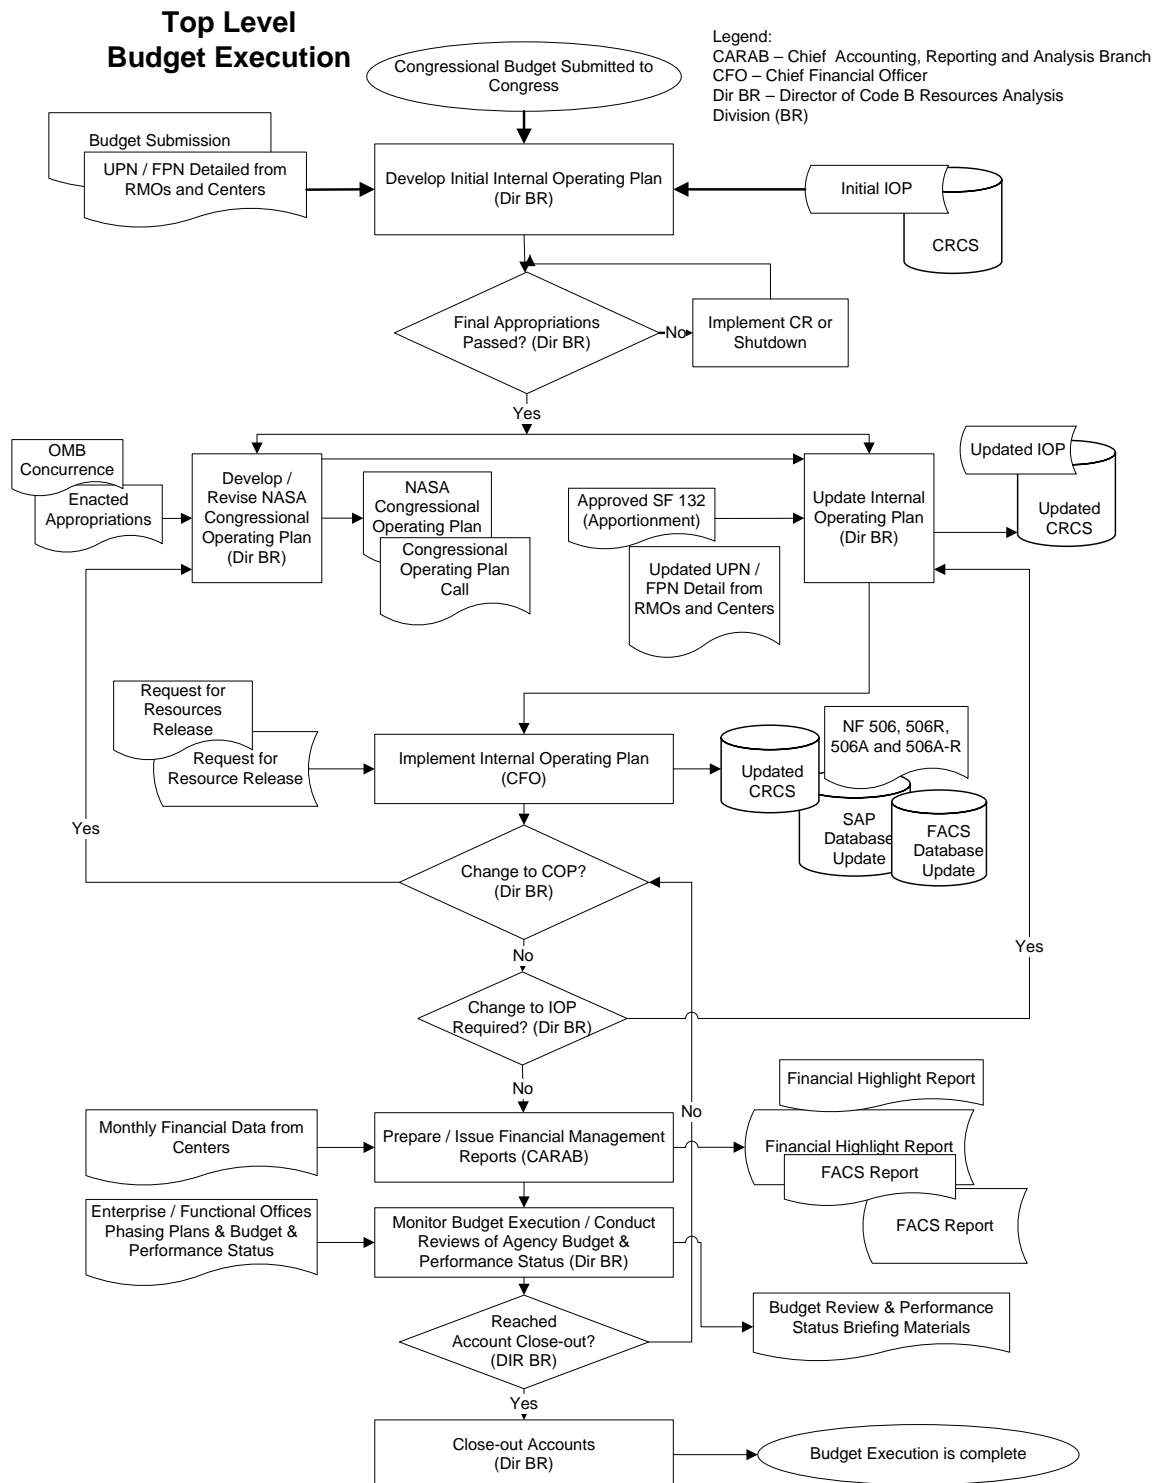 Top Level
Budget Execution
Legend:
CARAB – Chief Accounting, Reporting and Analysis Branch
CFO – Chief Financial Officer
Dir BR – Director of Code B Resources Analysis
Division (BR)
Congressional Budget Submitted to
Congress
Budget Submission
UPN / FPN Detailed from
RMOs and Centers
Develop Initial Internal Operating Plan
(Dir BR)
Initial IOP
CRCS
Final Appropriations
Passed? (Dir BR)
No
Implement CR or
Shutdown
Yes
OMB
Concurrence
Enacted
Appropriations
Develop /
Revise NASA
Congressional
Operating Plan
(Dir BR)
NASA
Congressional
Operating Plan
Congressional
Operating Plan
Call
Approved SF 132
(Apportionment)
Updated UPN /
FPN Detail from
RMOs and Centers
Update Internal
Operating Plan
(Dir BR)
Updated IOP
Updated
CRCS
Request for
Resources
Release
Request for
Resource Release
Implement Internal Operating Plan
(CFO)
Updated
CRCS
NF 506, 506R,
506A and 506A-R
SAP
Database
Update
FACS
Database
Update
Yes
Change to COP?
(Dir BR)
No
Yes
Change to IOP
Required? (Dir BR)
No
No
Monthly Financial Data from
Centers
Prepare / Issue Financial Management
Reports (CARAB)
Financial Highlight Report
Financial Highlight Report
FACS Report
FACS Report
Enterprise / Functional Offices
Phasing Plans & Budget &
Performance Status
Monitor Budget Execution / Conduct
Reviews of Agency Budget &
Performance Status (Dir BR)
Budget Review & Performance
Status Briefing Materials
Reached
Account Close-out?
(DIR BR)
Yes
Close-out Accounts
(Dir BR)
Budget Execution is complete